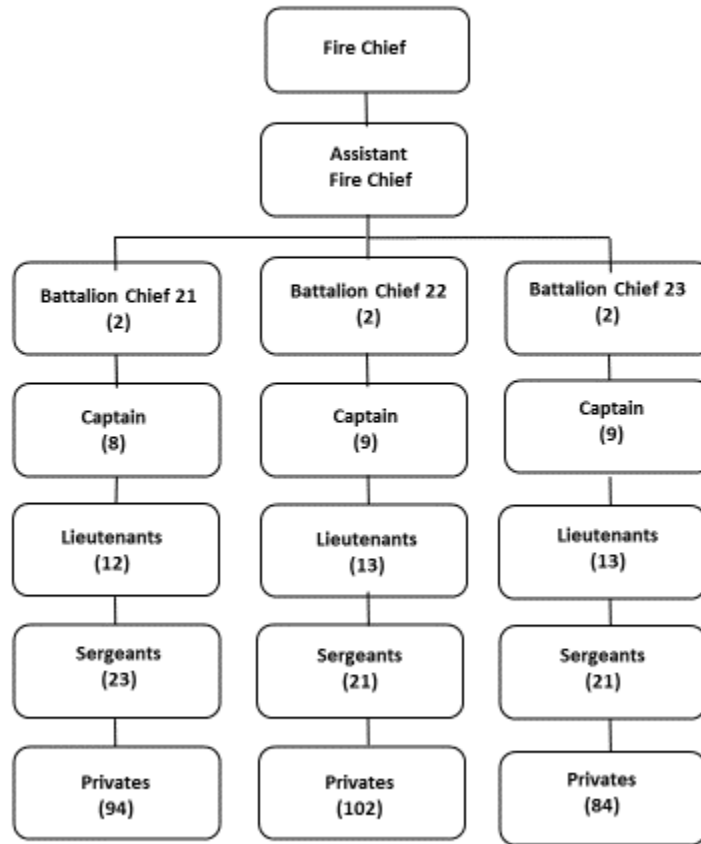 Fire Chief
Assistant
Fire Chief
Battalion Chief 21
(2)
Battalion Chief 22
(2)
Battalion Chief 23
(2)
Captain
(8)
Captain
(9)
Captain
(9)
Lieutenants
(12)
Lieutenants
(13)
Lieutenants
(13)
Sergeants
(23)
Sergeants
(21)
Sergeants
(21)
Privates
(94)
Privates
(102)
Privates
(84)